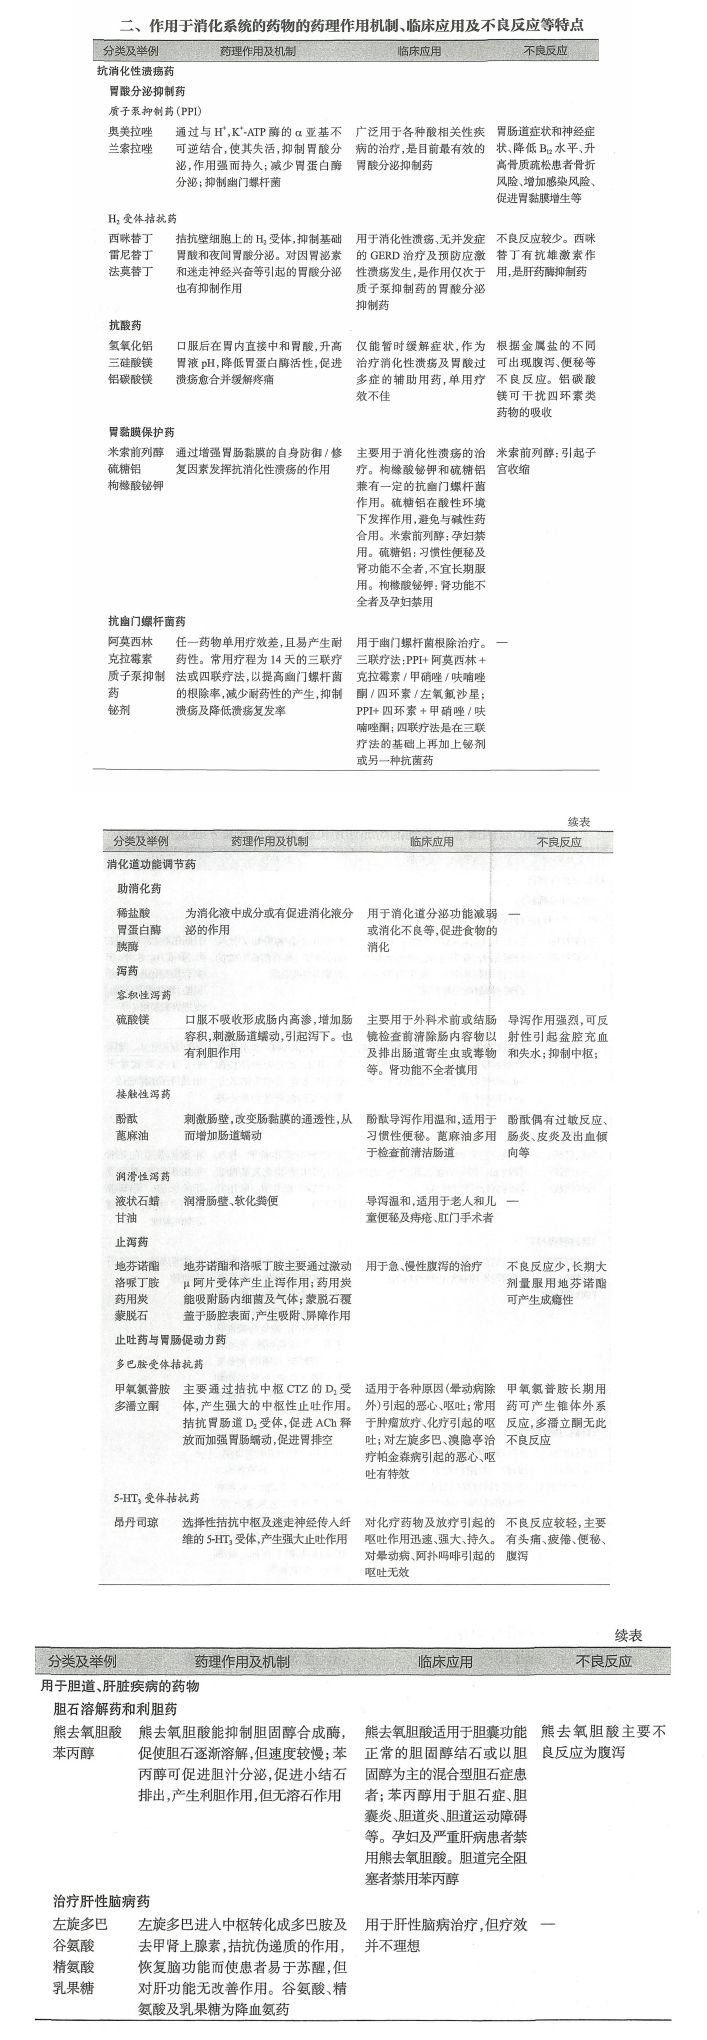 二、作用于消化系统的药物的药理作用机制、临床应用及不良反应等特点
分类及举例 药理作用及机制 临床应用 不良反应
抗消化性溃疡药
胃酸分泌抑制药
质子泵抑制药(PPI)
奥美拉唑 通过与 H⁺,K⁺-ATP 酶的 α 亚基不 广泛用于各种酸相关性疾 胃肠道症状和神经症
兰索拉唑 可逆结合,使其失活,抑制胃酸分 病的治疗,是目前最有效的 状、降低 B₁₂ 水平、升
泌,作用强而持久;减少胃蛋白酶 胃酸分泌抑制药 高骨质疏松患者骨折
分泌;抑制幽门螺杆菌 风险、增加感染风险、
促进胃黏膜增生等
H₂ 受体拮抗药
西咪替丁 拮抗壁细胞上的 H₂ 受体,抑制基础 用于消化性溃疡、无并发症 不良反应较少。西咪
雷尼替丁 胃酸和夜间胃酸分泌。对因胃泌素 的 GERD 治疗及预防应激 替丁有抗雄激素作
法莫替丁 和迷走神经兴奋等引起的胃酸分泌 性溃疡发生,是作用仅次于 用,是肝药酶抑制药
也有抑制作用 质子泵抑制药的胃酸分泌
抑制药
抗酸药
氢氧化铝 口服后在胃内直接中和胃酸,升高 仅能暂时缓解症状,作为 根据金属盐的不同
三硅酸镁 胃液 pH,降低胃蛋白酶活性,促进 治疗消化性溃疡及胃酸过 可出现腹泻、便秘等
铝碳酸镁 溃疡愈合并缓解疼痛 多症的辅助用药,单用疗 不良反应。铝碳酸
效不佳 镁可干扰四环素类
药物的吸收
胃黏膜保护药
米索前列醇 通过增强胃肠黏膜的自身防御/修 主要用于消化性溃疡的治 米索前列醇:引起子
硫糖铝 复因素发挥抗消化性溃疡的作用 疗。枸橼酸铋钾和硫糖铝 宫收缩
枸橼酸铋钾 兼有一定的抗幽门螺杆菌
作用。硫糖铝在酸性环境
下发挥作用,避免与碱性药
合用。米索前列醇:孕妇禁
用。硫糖铝:习惯性便秘及
肾功能不全者,不宜长期服
用。枸橼酸铋钾:肾功能不
全者及孕妇禁用
抗幽门螺杆菌药
阿莫西林 任一药物单用疗效差,且易产生耐 用于幽门螺杆菌根除治疗。 —
克拉霉素 药性。常用疗程为 14 天的三联疗 三联疗法:PPI+ 阿莫西林 +
质子泵抑制 法或四联疗法,以提高幽门螺杆菌 克拉霉素 / 甲硝唑 / 呋喃唑
药 的根除率,减少耐药性的产生,抑制 酮 / 四环素 / 左氧氟沙星;
铋剂 溃疡及降低溃疡复发率 PPI+ 四环素 + 甲硝唑 / 呋
喃唑酮;四联疗法是在三联
疗法的基础上再加上铋剂
或另一种抗菌药
续表
分类及举例 药理作用及机制 临床应用 不良反应
消化道功能调节药
助消化药
稀盐酸 为消化液中成分或有促进消化液分 用于消化道分泌功能减弱 —
胃蛋白酶 泌的作用 或消化不良等,促进食物的
胰酶 消化
泻药
容积性泻药
硫酸镁 口服不吸收形成肠内高渗,增加肠 主要用于外科术前或结肠 导泻作用强烈,可反
容积,刺激肠道蠕动,引起泻下。也 镜检查前清除肠内容物以 射性引起盆腔充血
有利胆作用 及排出肠道寄生虫或毒物 和失水;抑制中枢;
等。肾功能不全者慎用
接触性泻药
酚酞 刺激肠壁,改变肠黏膜的通透性,从 酚酞导泻作用温和,适用于 酚酞偶有过敏反应、
蓖麻油 而增加肠道蠕动 习惯性便秘。蓖麻油多用 肠炎、皮炎及出血倾
于检查前清洁肠道 向等
润滑性泻药
液状石蜡 润滑肠壁、软化粪便 导泻温和,适用于老人和儿 —
甘油 童便秘及痔疮、肛门手术者
止泻药
地芬诺酯 地芬诺酯和洛哌丁胺主要通过激动 用于急、慢性腹泻的治疗 不良反应少,长期大
洛哌丁胺 μ 阿片受体产生止泻作用;药用炭 剂量服用地芬诺酯
药用炭 能吸附肠内细菌及气体;蒙脱石覆 可产生成瘾性
蒙脱石 盖于肠腔表面,产生吸附、屏障作用
止吐药与胃肠促动力药
多巴胺受体拮抗药
甲氧氯普胺 主要通过拮抗中枢 CTZ 的 D₂ 受 适用于各种原因(晕动病除 甲氧氯普胺长期用
多潘立酮 体,产生强大的中枢性止吐作用。 外)引起的恶心、呕吐;常用 药可产生锥体外系
拮抗胃肠道 D₂ 受体,促进 ACh 释 于肿瘤放疗、化疗引起的呕 反应,多潘立酮无此
放而加强胃肠蠕动,促进胃排空 吐;对左旋多巴、溴隐亭治 不良反应
疗帕金森病引起的恶心、呕
吐有特效
5-HT₃ 受体拮抗药
昂丹司琼 选择性拮抗中枢及迷走神经传入纤 对化疗药物及放疗引起的 不良反应较轻,主要
维的 5-HT₃ 受体,产生强大止吐作用 呕吐作用迅速、强大、持久。 有头痛、疲倦、便秘、
对晕动病、阿扑吗啡引起的 腹泻
呕吐无效
续表
分类及举例 药理作用及机制 临床应用 不良反应
用于胆道、肝脏疾病的药物
胆石溶解药和利胆药
熊去氧胆酸 熊去氧胆酸能抑制胆固醇合成酶, 熊去氧胆酸适用于胆囊功能 熊去氧胆酸主要不
苯丙醇 促使胆石逐渐溶解,但速度较慢;苯 正常的胆固醇结石或以胆 良反应为腹泻
丙醇可促进胆汁分泌,促进小结石 固醇为主的混合型胆石症患
排出,产生利胆作用,但无溶石作用 者;苯丙醇用于胆石症、胆
囊炎、胆道炎、胆道运动障碍
等。孕妇及严重肝病患者禁
用熊去氧胆酸。胆道完全阻
塞者禁用苯丙醇
治疗肝性脑病药
左旋多巴 左旋多巴进入中枢转化成多巴胺及 用于肝性脑病治疗,但疗效 —
谷氨酸 去甲肾上腺素,拮抗伪递质的作用, 并不理想
精氨酸 恢复脑功能而使患者易于苏醒,但
乳果糖 对肝功能无改善作用。谷氨酸、精
氨酸及乳果糖为降血氨药